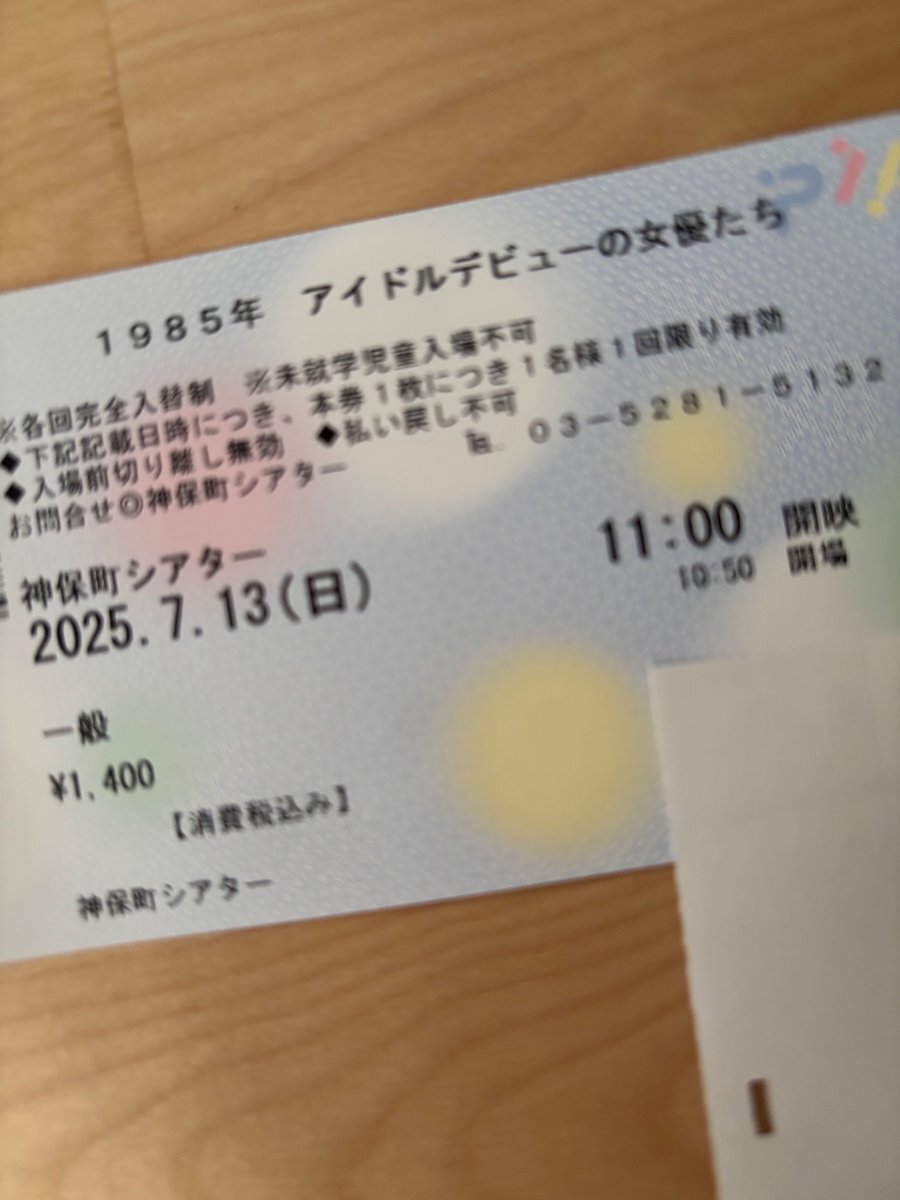 1985年 アイドルデビューの女優たち
※各回完全入替制 ※未就学児童入場不可
◆下記記載日時につき、本券1枚につき1名様1回限り有効
◆入場前切り離し無効 ◆払い戻し不可
お問合せ◎神保町シアター ℡.03-5281-5132
神保町シアター
2025.7.13(日)
11:00 開映
10:50 開場
一般
¥1,400
【消費税込み】
神保町シアター